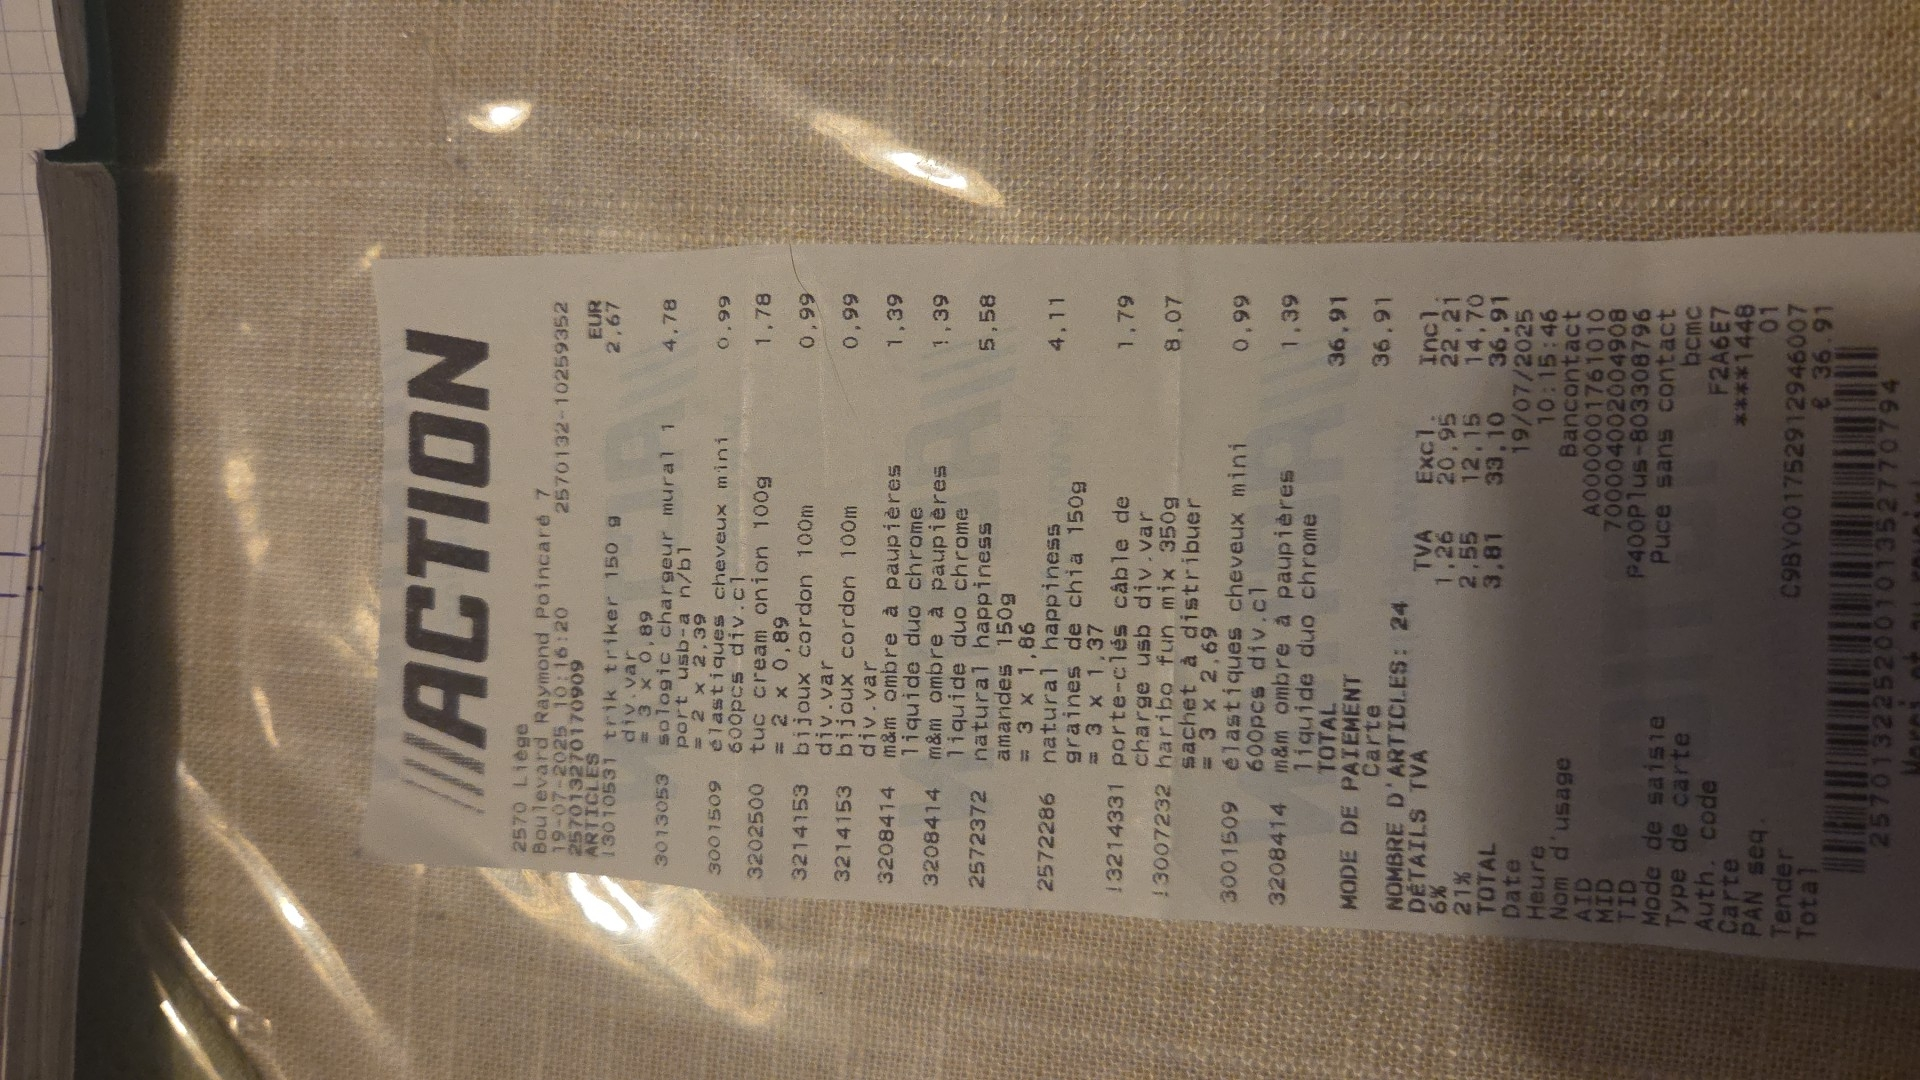 ///ACTION
2570 Liège
Boulevard Raymond Poincaré 7
19-07-2025 10:16:20 2570132-10259352
2570132701170909
ARTICLES EUR
!3010531 trik triker 150 g 2,67
div.var
= 3 x 0,89
3013053 sologic chargeur mural 1 4,78
port usb-a n/bl
= 2 x 2,39
3001509 élastiques cheveux mini 0,99
600pcs div.cl
3202500 tuc cream onion 100g 1,78
= 2 x 0,89
3214153 bijoux cordon 100m 0,99
div.var
3214153 bijoux cordon 100m 0,99
div.var
3208414 m&m ombre à paupières 1,39
liquide duo chrome
3208414 m&m ombre à paupières 1,39
liquide duo chrome
2572372 natural happiness 5,58
amandes 150g
= 3 x 1,86
2572286 natural happiness 4,11
graines de chia 150g
= 3 x 1,37
!3214331 porte-clés câble de 1,79
charge usb div.var
!3007232 haribo fun mix 350g 8,07
sachet à distribuer
= 3 x 2,69
3001509 élastiques cheveux mini 0,99
600pcs div.cl
3208414 m&m ombre à paupières 1,39
liquide duo chrome
TOTAL 36,91
MODE DE PAIEMENT
Carte 36,91
NOMBRE D'ARTICLES: 24
DÉTAILS TVA TVA Excl. Incl.
6% 1,26 20,95 22,21
21% 2,55 12,15 14,70
TOTAL 3,81 33,10 36,91
Date 19/07/2025
Heure 10:15:46
Nom d'usage Bancontact
AID A0000001761010
MID 700004002004908
TID P400Plus-803308796
Mode de saisie Puce sans contact
Type de carte bcmc
Auth. code F2A6E7
Carte *****1448
PAN seq. 01
Tender C9BY001752912946007
Total € 36.91
25701322520010101352770794
Merci et au revoir!